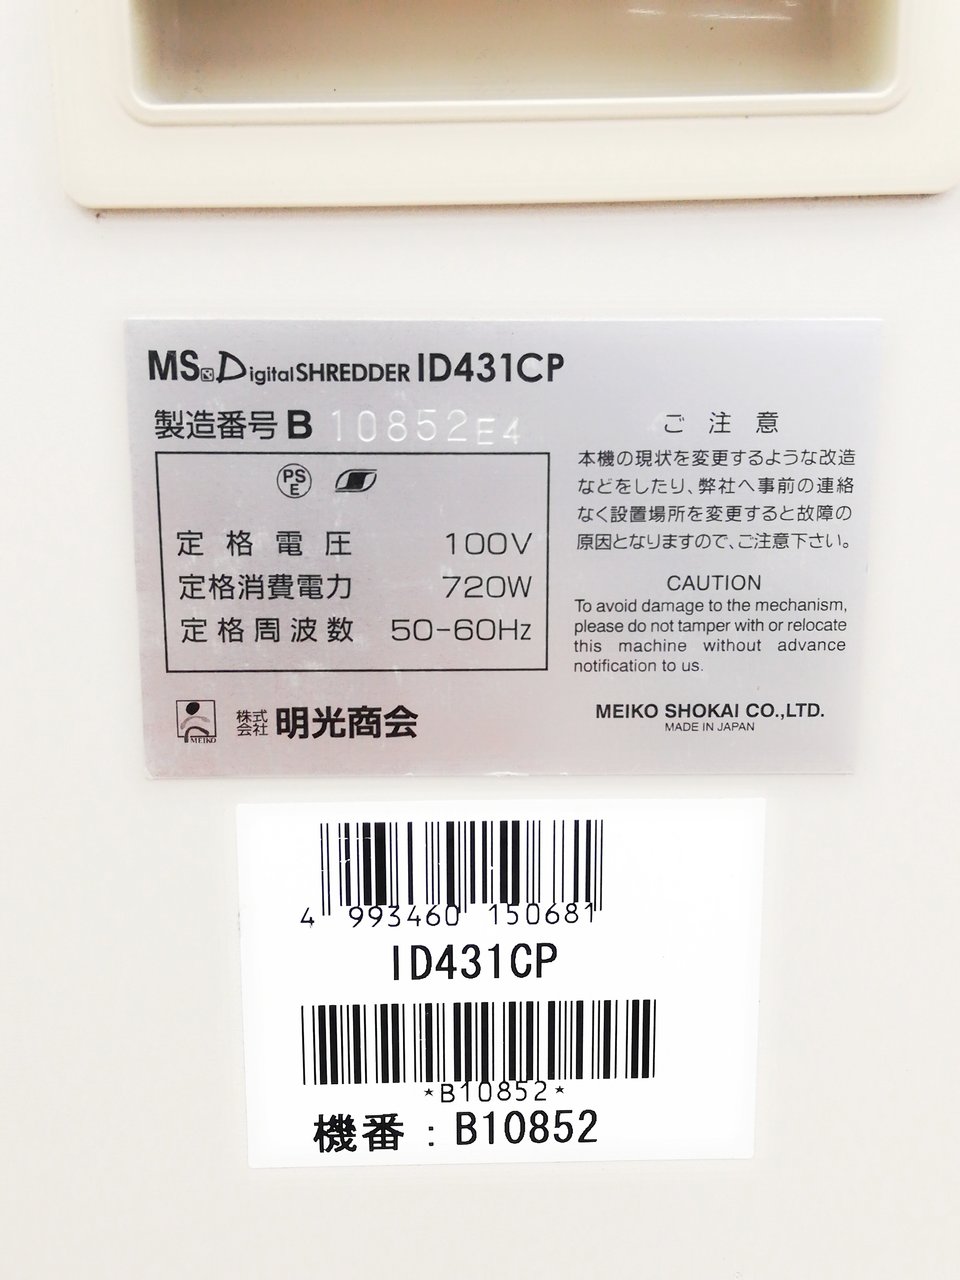 MS Digital SHREDDER ID431CP
製造番号 B 10852E4
PS
E
定格電圧 100V
定格消費電力 720W
定格周波数 50-60Hz
ご注意
本機の現状を変更するような改造
などをしたり、弊社へ事前の連絡
なく設置場所を変更すると故障の
原因となりますので、ご注意下さい。
CAUTION
To avoid damage to the mechanism,
please do not tamper with or relocate
this machine without advance
notification to us.
MEIKO
株式会社 明光商会
MEIKO SHOKAI CO.,LTD.
MADE IN JAPAN
4 993460 150681
ID431CP
*B10852*
機番：B10852